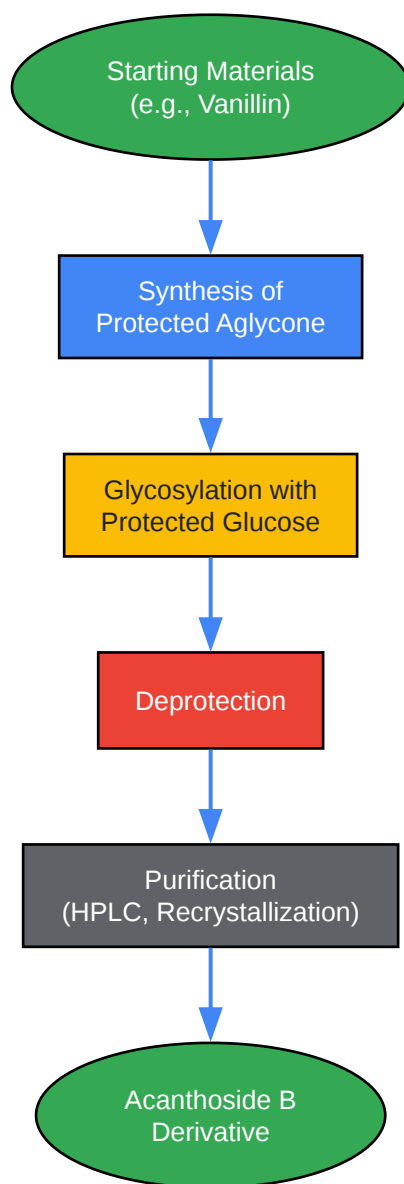 Starting Materials
(e.g., Vanillin)
Synthesis of
Protected Aglycone
Glycosylation with
Protected Glucose
Deprotection
Purification
(HPLC, Recrystallization)
Acanthoside B
Derivative